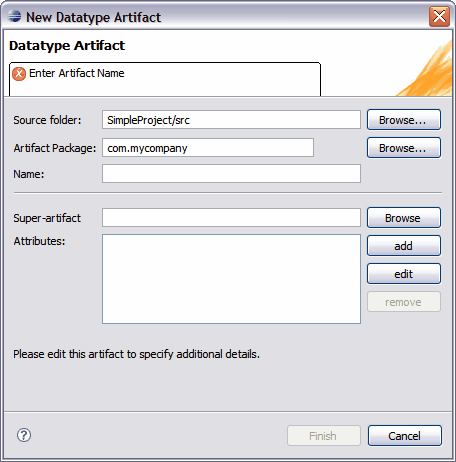 New Datatype Artifact
Datatype Artifact
Enter Artifact Name
Source folder: SimpleProject/src Browse...
Artifact Package: com.mycompany Browse...
Name:
Super-artifact Browse
Attributes: add
edit
remove
Please edit this artifact to specify additional details.
Finish Cancel